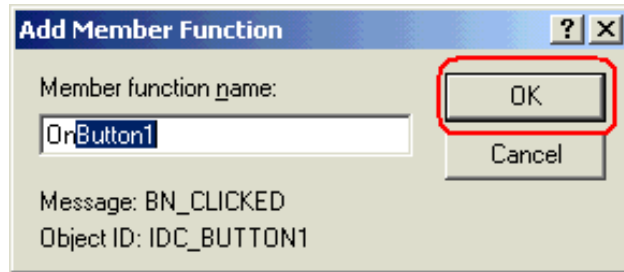 Add Member Function
Member function name:
OK
OnButton1
Cancel
Message: BN_CLICKED
Object ID: IDC_BUTTON1